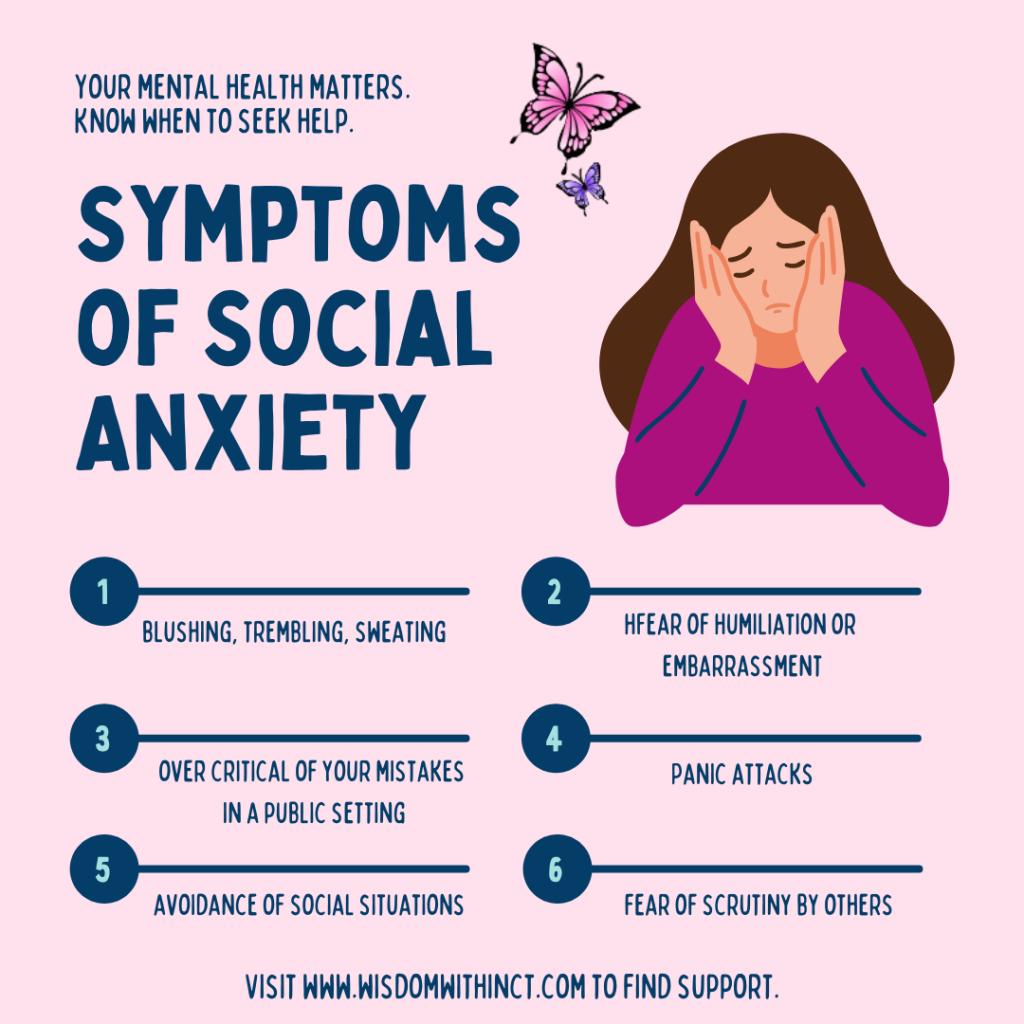 YOUR MENTAL HEALTH MATTERS.
KNOW WHEN TO SEEK HELP.
SYMPTOMS
OF SOCIAL
ANXIETY
1
BLUSHING, TREMBLING, SWEATING
2
HFEAR OF HUMILIATION OR
EMBARRASSMENT
3
OVER CRITICAL OF YOUR MISTAKES
IN A PUBLIC SETTING
4
PANIC ATTACKS
5
AVOIDANCE OF SOCIAL SITUATIONS
6
FEAR OF SCRUTINY BY OTHERS
VISIT WWW.WISDOMWITHINCT.COM TO FIND SUPPORT.